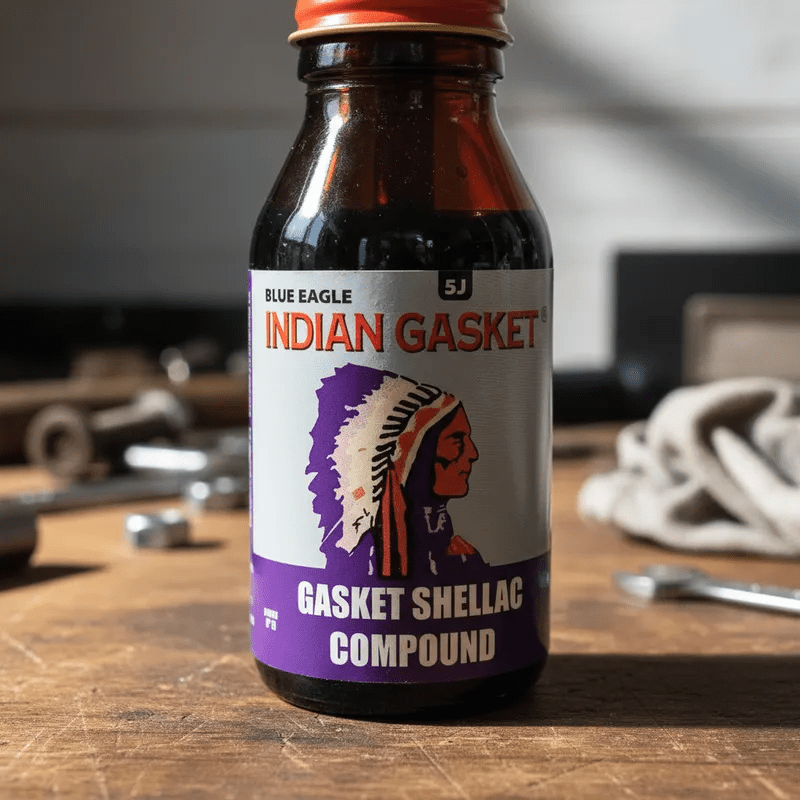 5J
BLUE EAGLE
INDIAN GASKET®
GASKET SHELLAC
COMPOUND